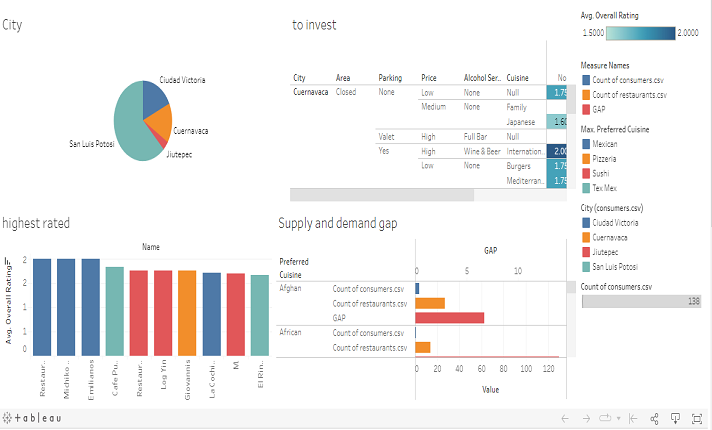 City
Ciudad Victoria
Cuernavaca
Jiutepec
San Luis Potosi
to invest
City Area Parking Price Alcohol Ser.. Cuisine No
Cuernavaca Closed None Low None Null 1.75
Medium None Family
Japanese 1.60
Valet High Full Bar Null
Yes High Wine & Beer Internation.. 2.00
Low None Burgers 1.75
Mediterran.. 1.75
highest rated
Name
Avg. Overall Rating
2
2
1
1
0
Restaur..
Michiko ..
Emilianos
Cafe Pu..
Restaur..
Log Yin
Giovannis
La Cochi..
M.
El Rin..
Supply and demand gap
GAP
Preferred Cuisine
0 5 10
Afghan Count of consumers.csv
Count of restaurants.csv
GAP
African Count of consumers.csv
Count of restaurants.csv
0 20 40 60 80 100 120
Value
Avg. Overall Rating
1.5000 2.0000
Measure Names
Count of consumers.csv
Count of restaurants.csv
GAP
Max. Preferred Cuisine
Mexican
Pizzeria
Sushi
Tex Mex
City (consumers.csv)
Ciudad Victoria
Cuernavaca
Jiutepec
San Luis Potosi
Count of consumers.csv
138
+ableau